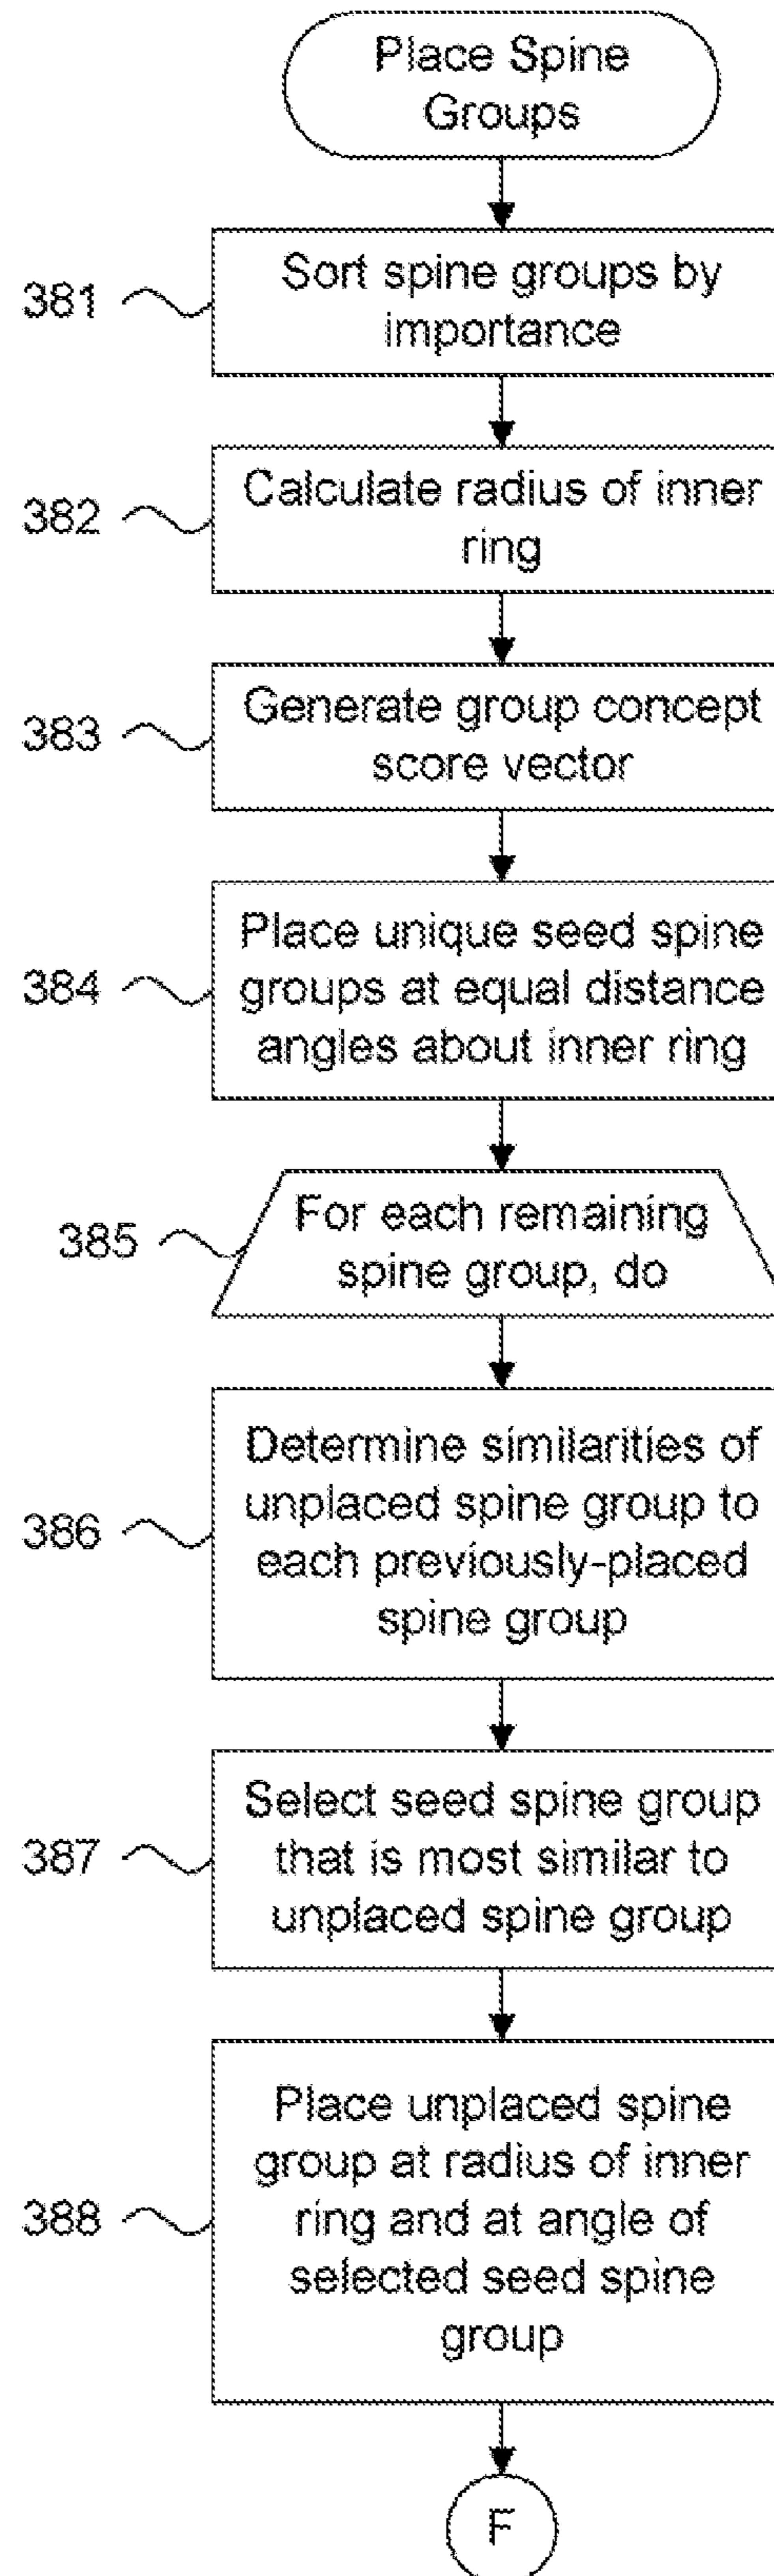 Place Spine
Groups
381
Sort spine groups by
importance
382
Calculate radius of inner
ring
383
Generate group concept
score vector
384
Place unique seed spine
groups at equal distance
angles about inner ring
385
For each remaining
spine group, do
386
Determine similarities of
unplaced spine group to
each previously-placed
spine group
387
Select seed spine group
that is most similar to
unplaced spine group
388
Place unplaced spine
group at radius of inner
ring and at angle of
selected seed spine
group
F